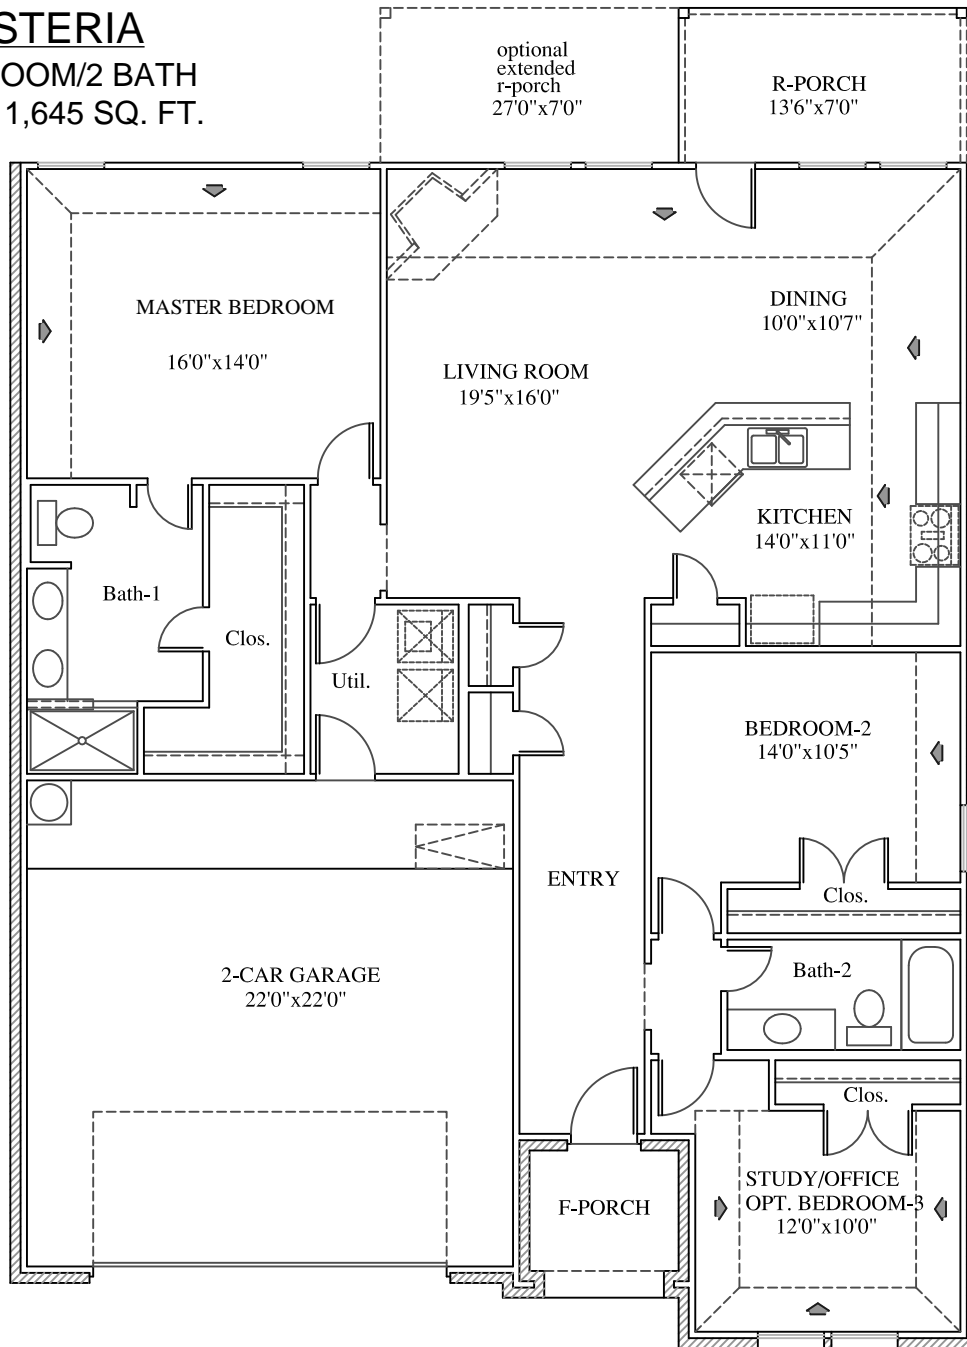 STERIA
OOM/2 BATH
1,645 SQ. FT.
optional
extended
r-porch
27'0"x7'0"
R-PORCH
13'6"x7'0"
MASTER BEDROOM
16'0"x14'0"
DINING
10'0"x10'7"
LIVING ROOM
19'5"x16'0"
KITCHEN
14'0"x11'0"
Bath-1
Clos.
Util.
BEDROOM-2
14'0"x10'5"
Clos.
ENTRY
2-CAR GARAGE
22'0"x22'0"
Bath-2
Clos.
STUDY/OFFICE
OPT. BEDROOM-3
12'0"x10'0"
F-PORCH